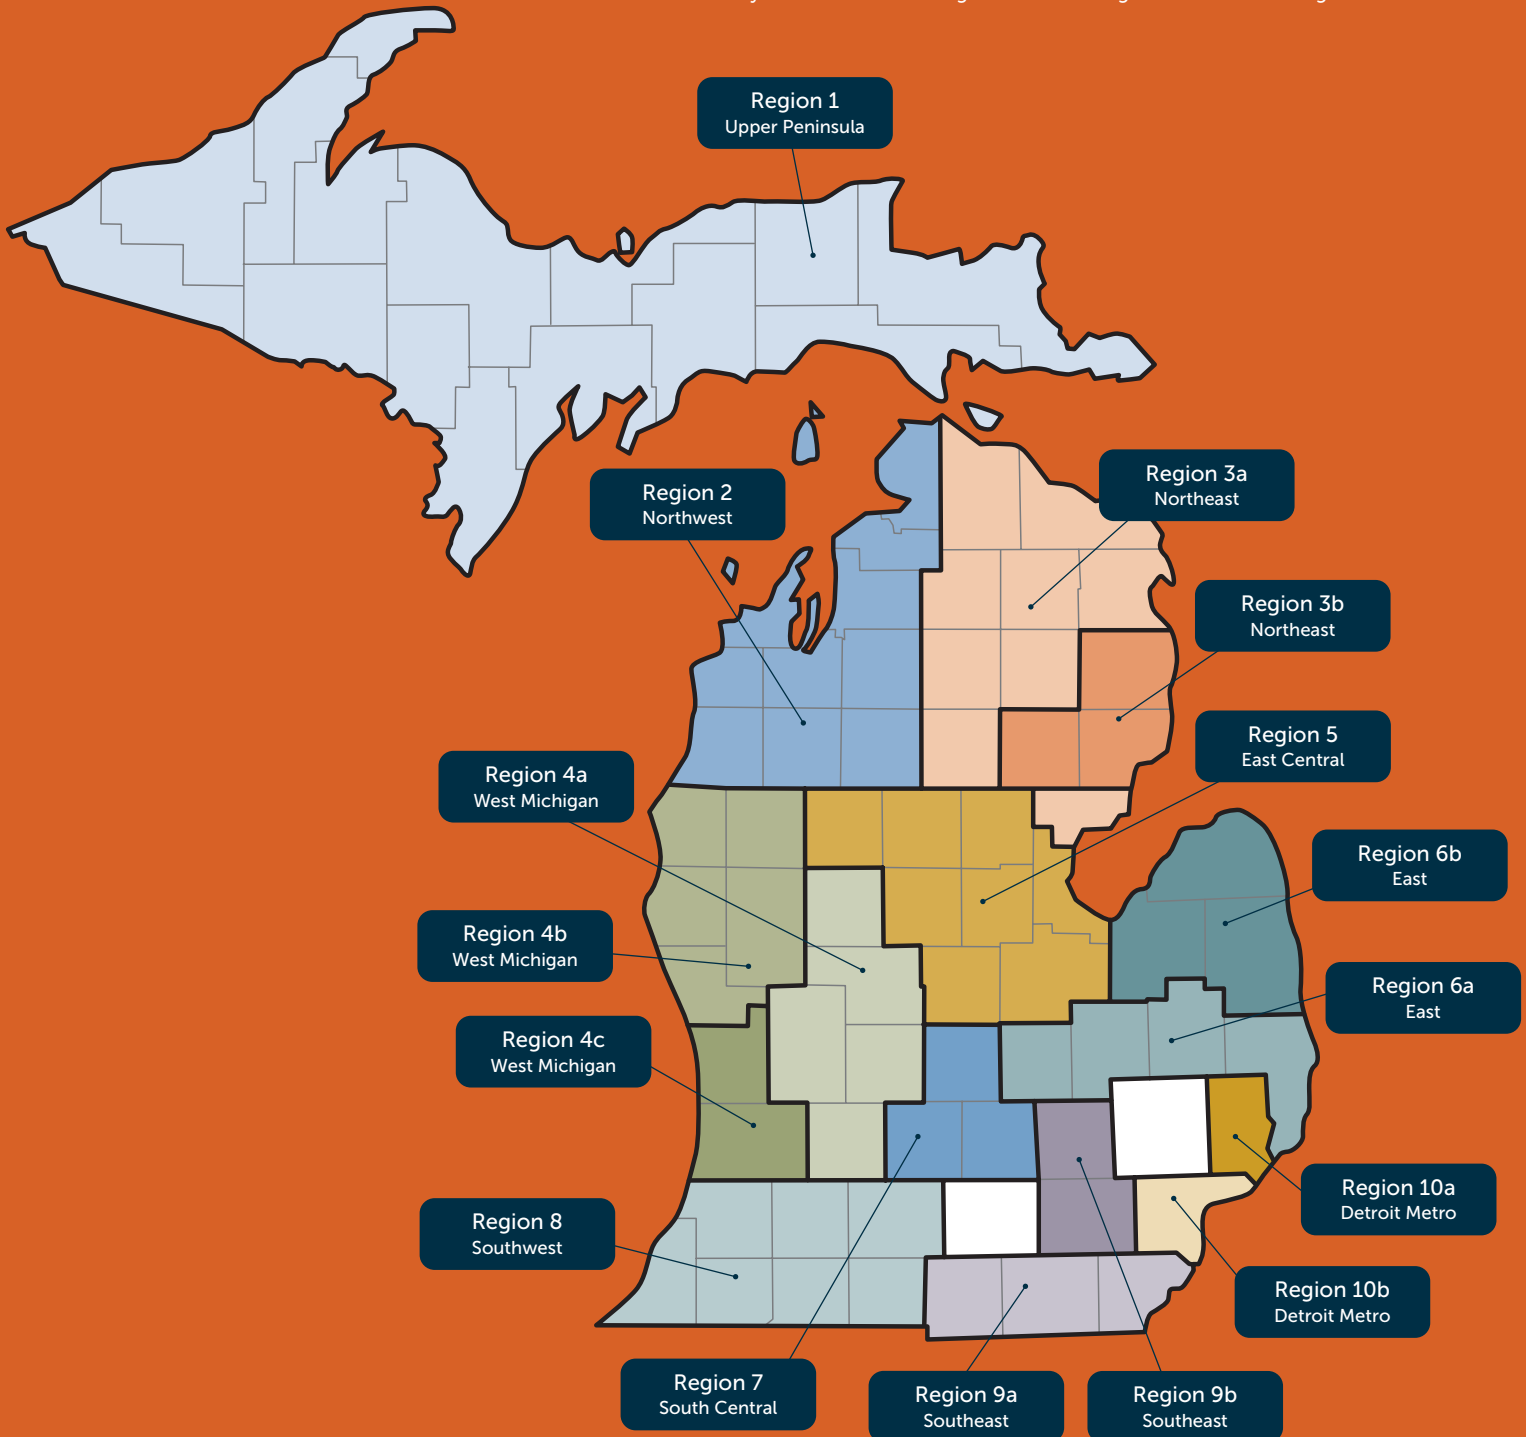 Region 1
Upper Peninsula
Region 3a
Northeast
Region 2
Northwest
Region 3b
Northeast
Region 5
East Central
Region 4a
West Michigan
Region 6b
East
Region 4b
West Michigan
Region 6a
East
Region 4c
West Michigan
Region 10a
Detroit Metro
Region 8
Southwest
Region 10b
Detroit Metro
Region 7
South Central
Region 9a
Southeast
Region 9b
Southeast